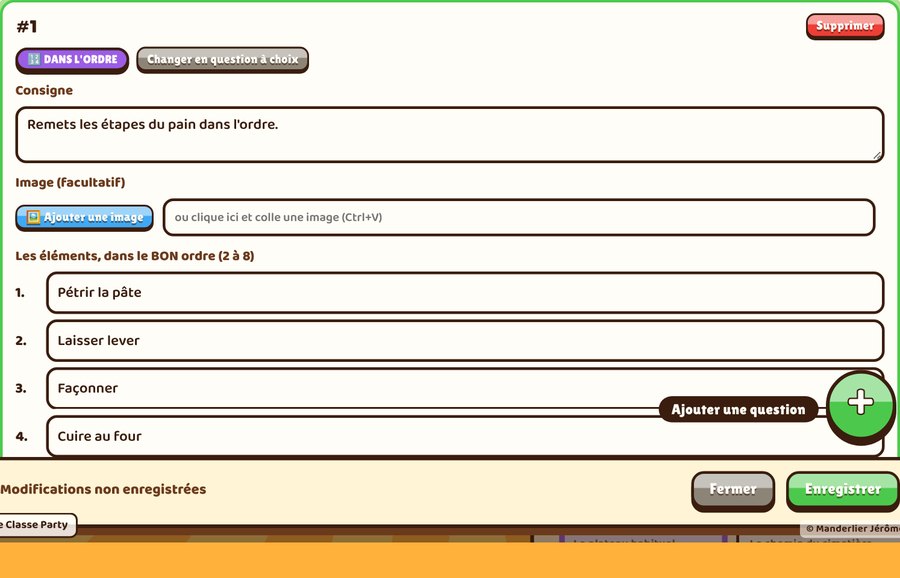 #1
Supprimer
DANS L'ORDRE
Changer en question à choix
Consigne
Remets les étapes du pain dans l'ordre.
Image (facultatif)
Ajouter une image
ou clique ici et colle une image (Ctrl+V)
Les éléments, dans le BON ordre (2 à 8)
1. Pétrir la pâte
2. Laisser lever
3. Façonner
Ajouter une question
4. Cuire au four
Modifications non enregistrées
Fermer
Enregistrer
e Classe Party
© Manderlier Jérôm